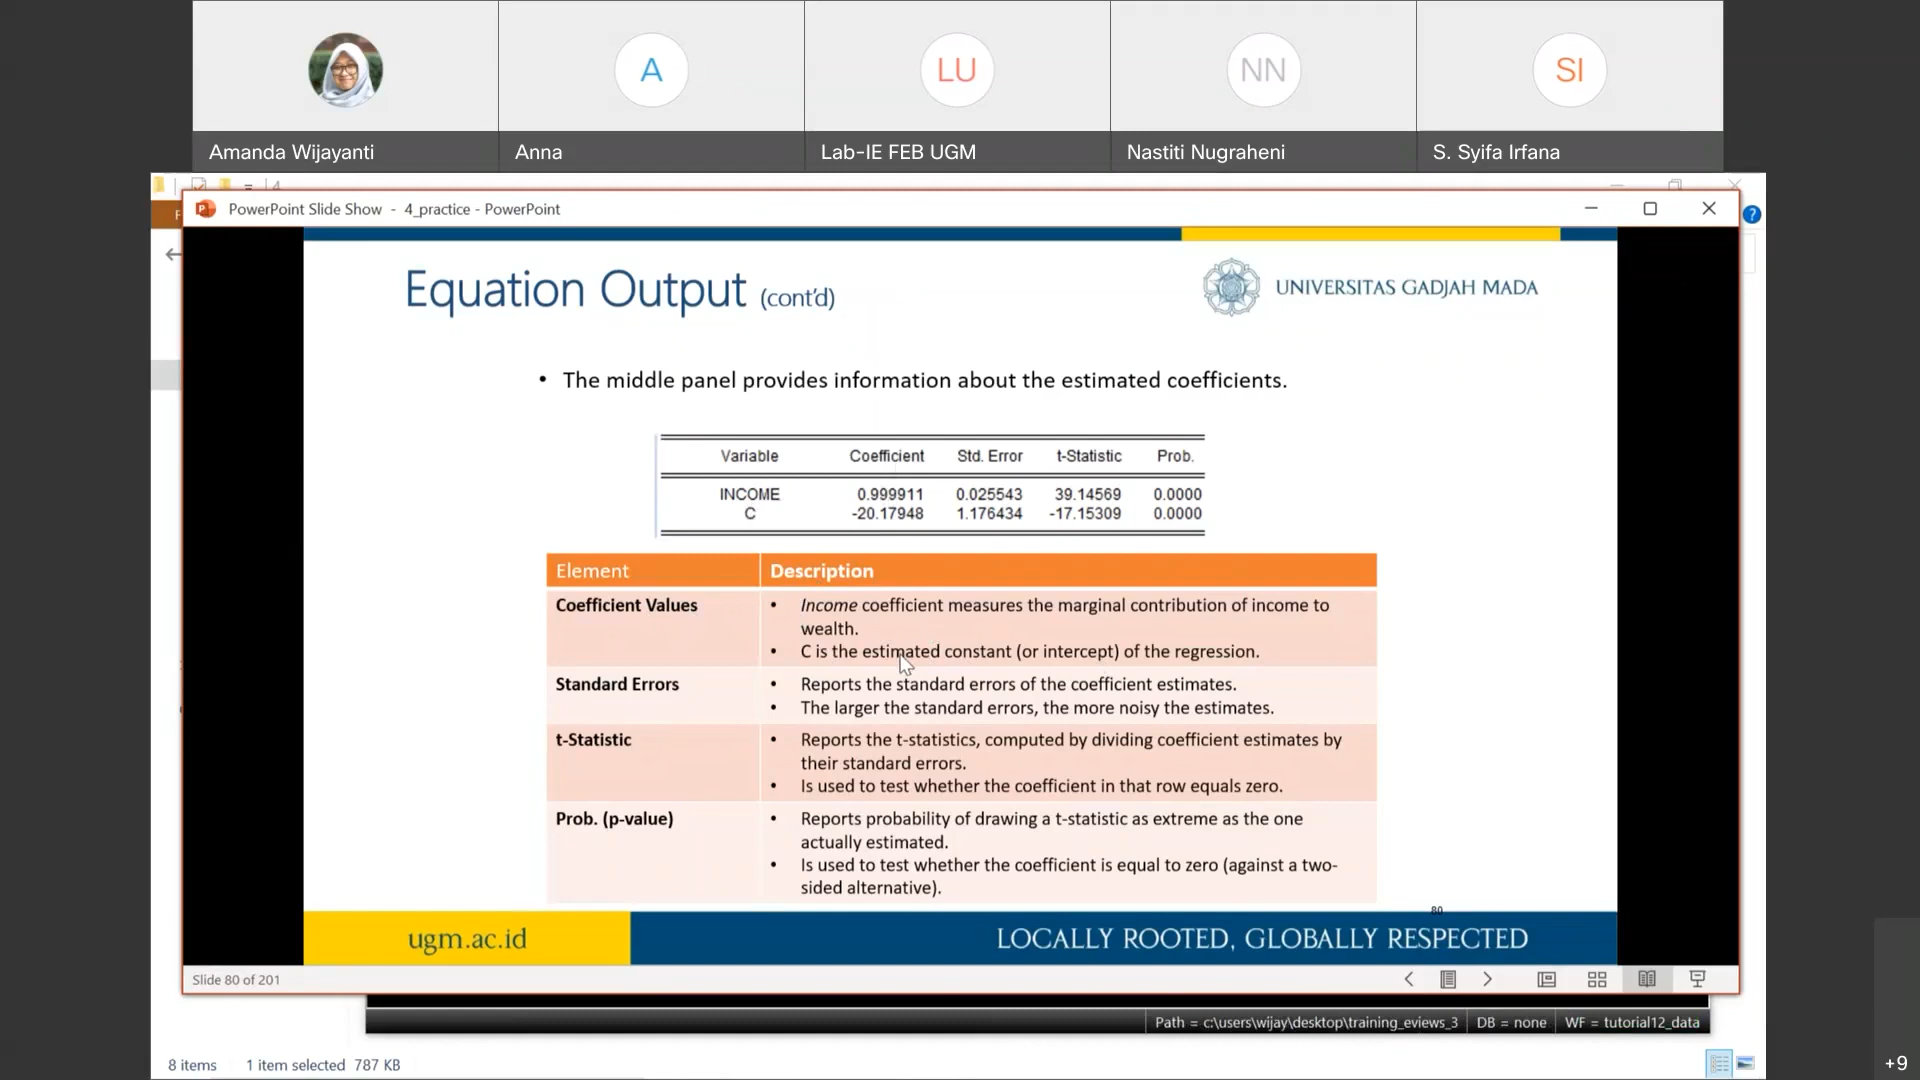 A
LU
NN
SI
Amanda Wijayanti
Anna
Lab-IE FEB UGM
Nastiti Nugraheni
S. Syifa Irfana
PowerPoint Slide Show - 4_practice - PowerPoint
Equation Output (cont'd)
UNIVERSITAS GADJAH MADA
• The middle panel provides information about the estimated coefficients.
Variable Coefficient Std. Error t-Statistic Prob.
INCOME 0.999911 0.025543 39.14569 0.0000
C -20.17948 1.176434 -17.15309 0.0000
Element Description
Coefficient Values
• Income coefficient measures the marginal contribution of income to
wealth.
• C is the estimated constant (or intercept) of the regression.
Standard Errors
• Reports the standard errors of the coefficient estimates.
• The larger the standard errors, the more noisy the estimates.
t-Statistic
• Reports the t-statistics, computed by dividing coefficient estimates by
their standard errors.
• Is used to test whether the coefficient in that row equals zero.
Prob. (p-value)
• Reports probability of drawing a t-statistic as extreme as the one
actually estimated.
• Is used to test whether the coefficient is equal to zero (against a two-
sided alternative).
80
ugm.ac.id
LOCALLY ROOTED, GLOBALLY RESPECTED
Slide 80 of 201
Path = c:\users\wijay\desktop\training_eviews_3 DB = none WF = tutorial12_data
8 items 1 item selected 787 KB
+9